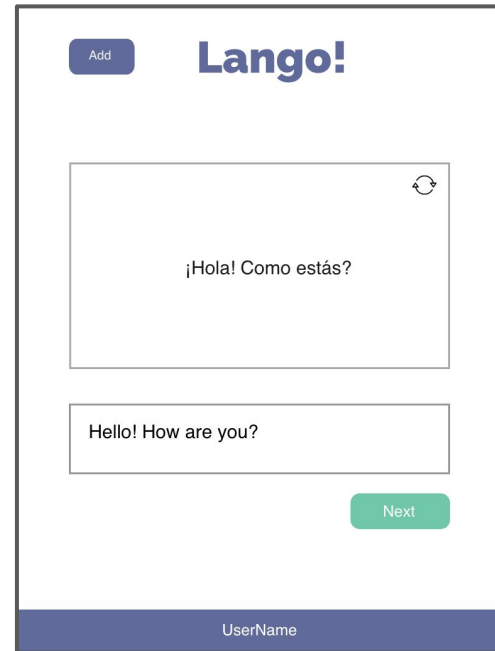 Add
Lango!
¡Hola! Como estás?
Hello! How are you?
Next
UserName